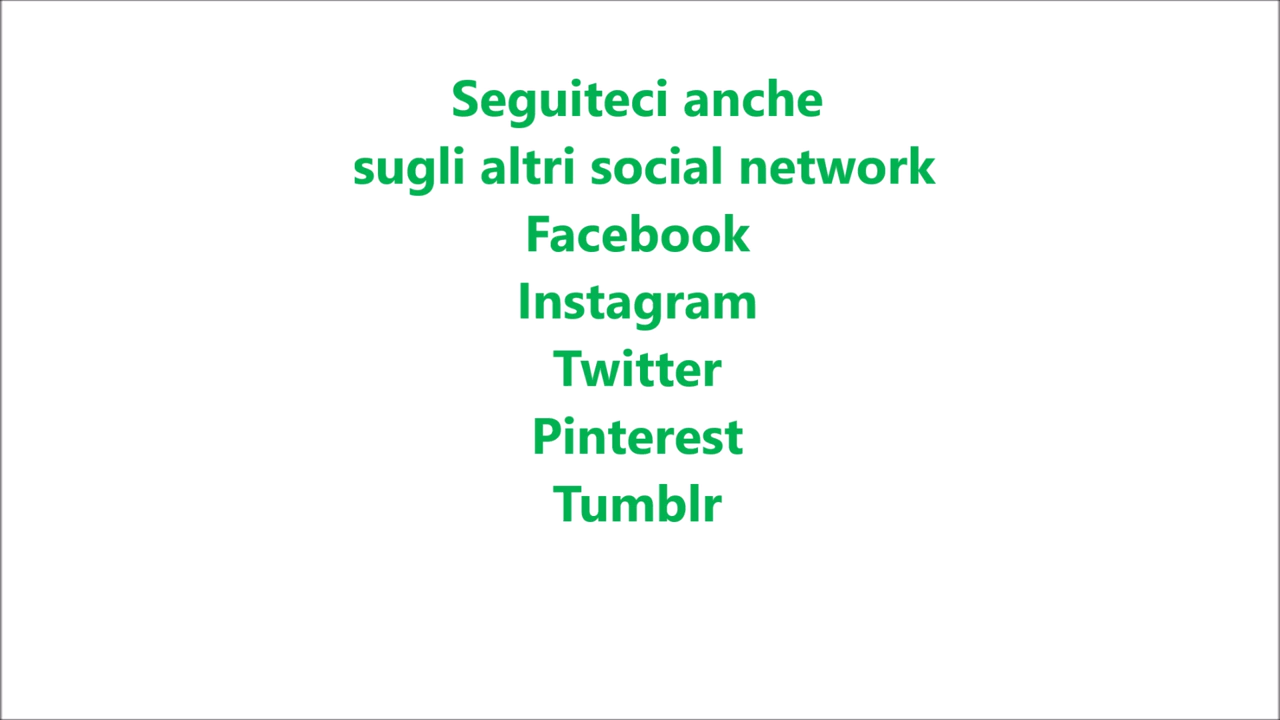 Seguiteci anche
sugli altri social network
Facebook
Instagram
Twitter
Pinterest
Tumblr